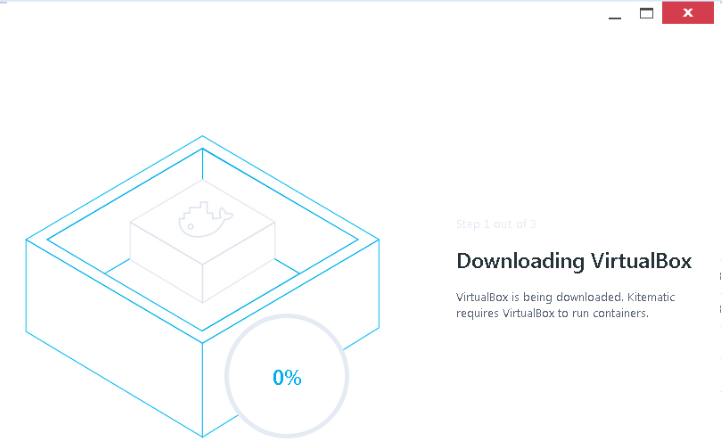 Step 1 out of 3
Downloading VirtualBox
VirtualBox is being downloaded. Kitematic
requires VirtualBox to run containers.
0%